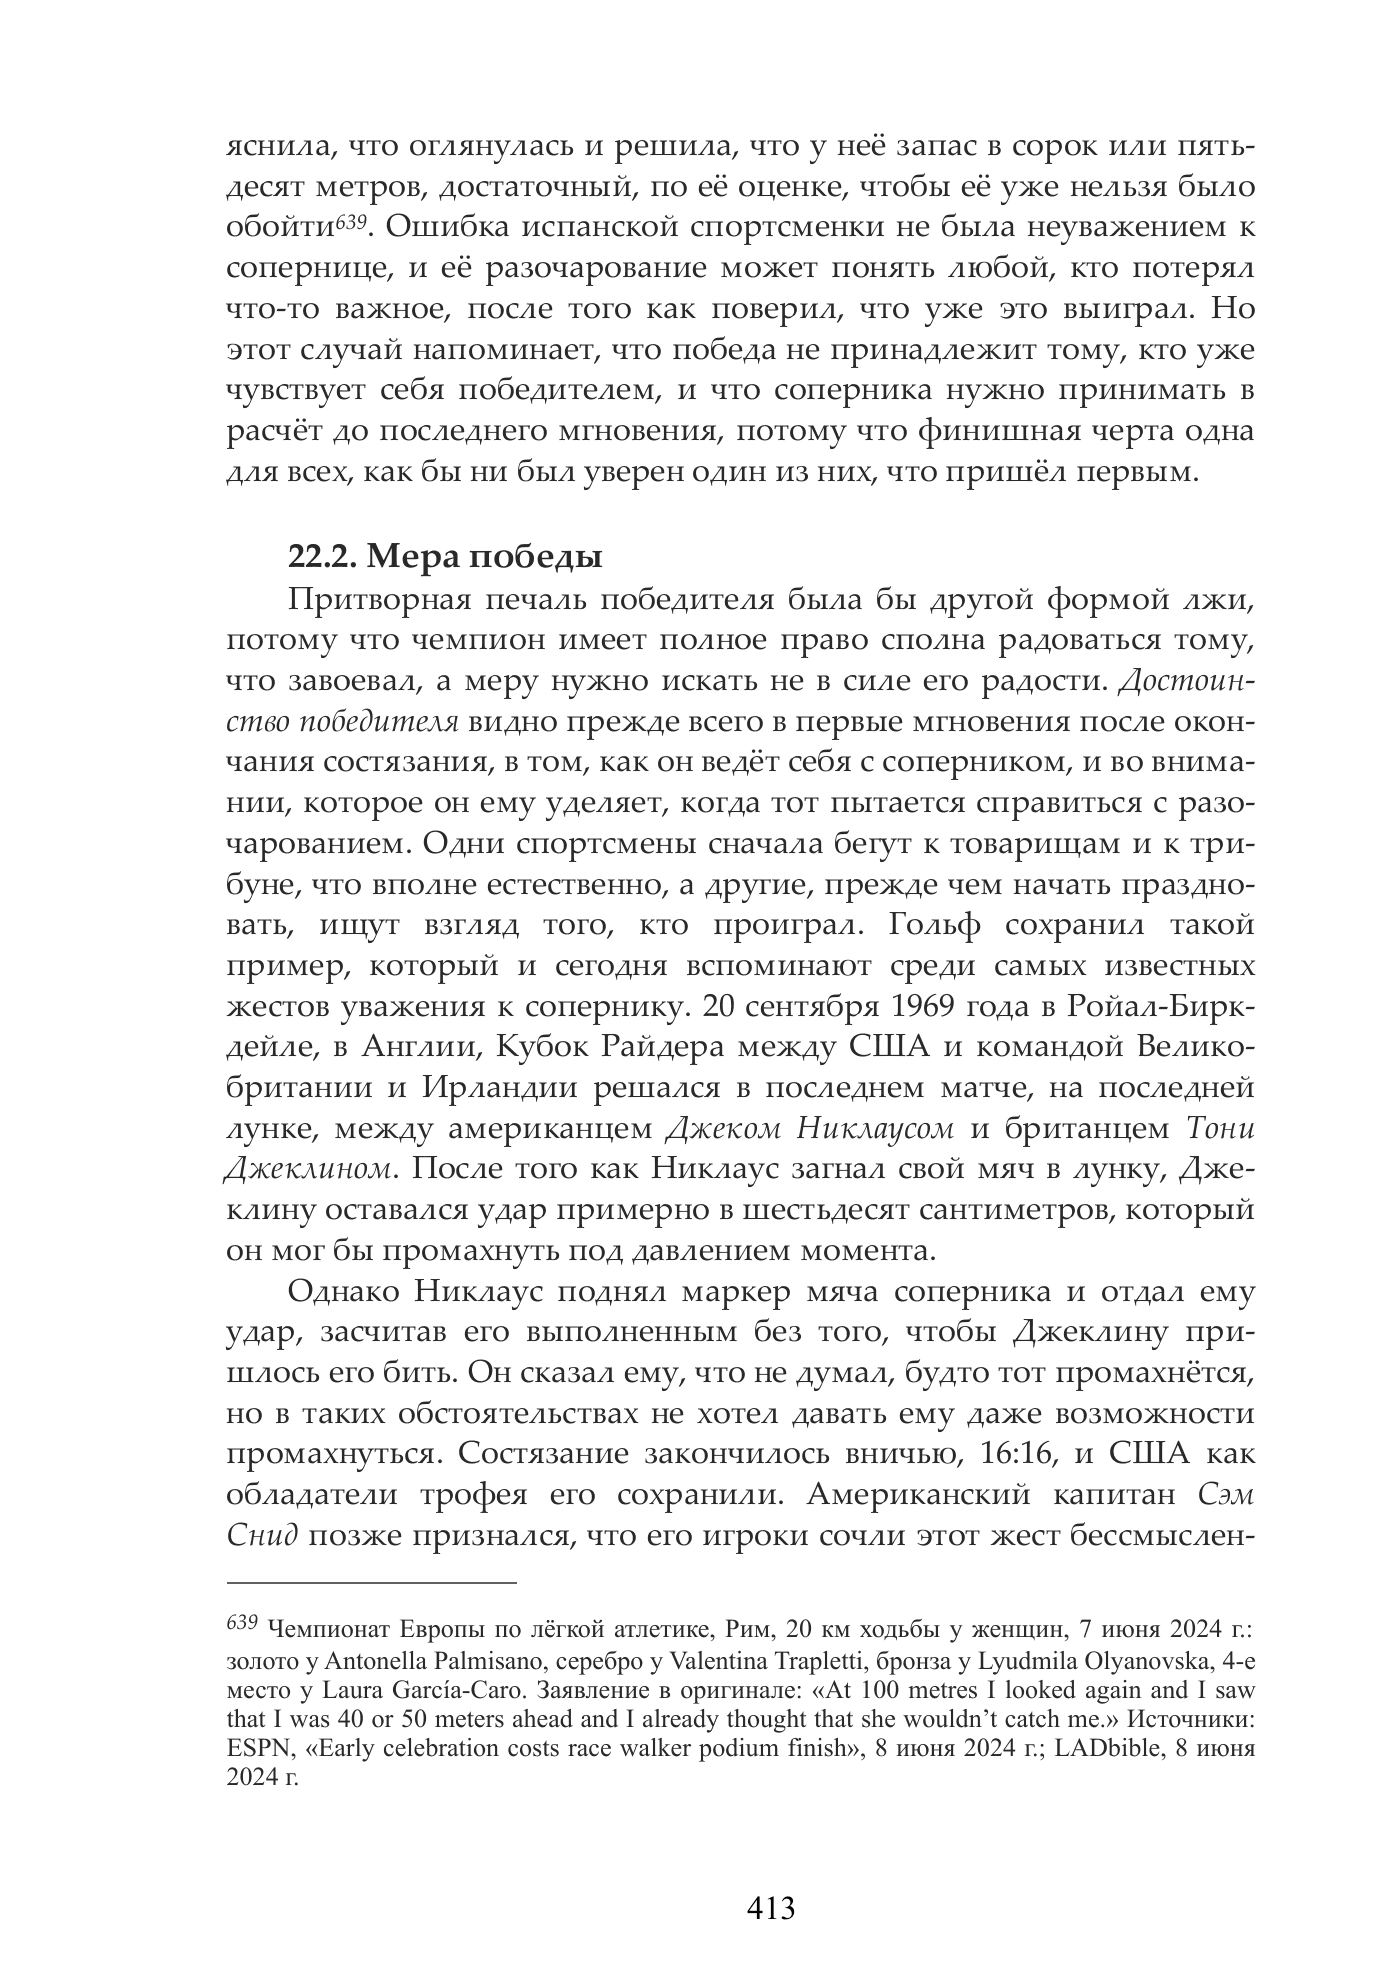 яснила, что оглянулась и решила, что у неё запас в сорок или пять-
десят метров, достаточный, по её оценке, чтобы её уже нельзя было
обойти639. Ошибка испанской спортсменки не была неуважением к
сопернице, и её разочарование может понять любой, кто потерял
что-то важное, после того как поверил, что уже это выиграл. Но
этот случай напоминает, что победа не принадлежит тому, кто уже
чувствует себя победителем, и что соперника нужно принимать в
расчёт до последнего мгновения, потому что финишная черта одна
для всех, как бы ни был уверен один из них, что пришёл первым.
22.2. Мера победы
Притворная печаль победителя была бы другой формой лжи,
потому что чемпион имеет полное право сполна радоваться тому,
что завоевал, а меру нужно искать не в силе его радости. Достоин-
ство победителя видно прежде всего в первые мгновения после окон-
чания состязания, в том, как он ведёт себя с соперником, и во внима-
нии, которое он ему уделяет, когда тот пытается справиться с разо-
чарованием. Одни спортсмены сначала бегут к товарищам и к три-
буне, что вполне естественно, а другие, прежде чем начать праздно-
вать, ищут взгляд того, кто проиграл. Гольф сохранил такой
пример, который и сегодня вспоминают среди самых известных
жестов уважения к сопернику. 20 сентября 1969 года в Ройал-Бирк-
дейле, в Англии, Кубок Райдера между США и командой Велико-
британии и Ирландии решался в последнем матче, на последней
лунке, между американцем Джеком Никлаусом и британцем Тони
Джеклином. После того как Никлаус загнал свой мяч в лунку, Дже-
клину оставался удар примерно в шестьдесят сантиметров, который
он мог бы промахнуть под давлением момента.
Однако Никлаус поднял маркер мяча соперника и отдал ему
удар, засчитав его выполненным без того, чтобы Джеклину при-
шлось его бить. Он сказал ему, что не думал, будто тот промахнётся,
но в таких обстоятельствах не хотел давать ему даже возможности
промахнуться. Состязание закончилось вничью, 16:16, и США как
обладатели трофея его сохранили. Американский капитан Сэм
Снид позже признался, что его игроки сочли этот жест бессмыслен-
639 Чемпионат Европы по лёгкой атлетике, Рим, 20 км ходьбы у женщин, 7 июня 2024 г.:
золото у Antonella Palmisano, серебро у Valentina Trapletti, бронза у Lyudmila Olyanovska, 4-е
место у Laura García-Caro. Заявление в оригинале: «At 100 metres I looked again and I saw
that I was 40 or 50 meters ahead and I already thought that she wouldn’t catch me.» Источники:
ESPN, «Early celebration costs race walker podium finish», 8 июня 2024 г.; LADbible, 8 июня
2024 г.
413